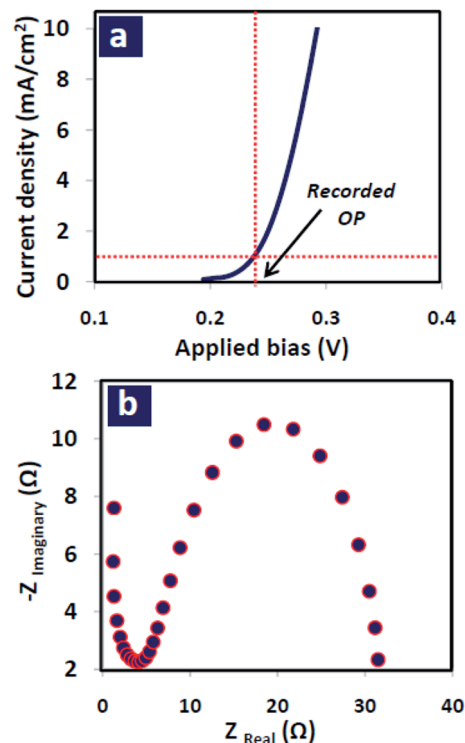 a
Current density (mA/cm²)
10
8
6
4
2
0
Recorded
OP
0.1
0.2
0.3
0.4
Applied bias (V)
b
-Z Imaginary (Ω)
12
10
8
6
4
2
0
10
20
30
40
Z Real (Ω)